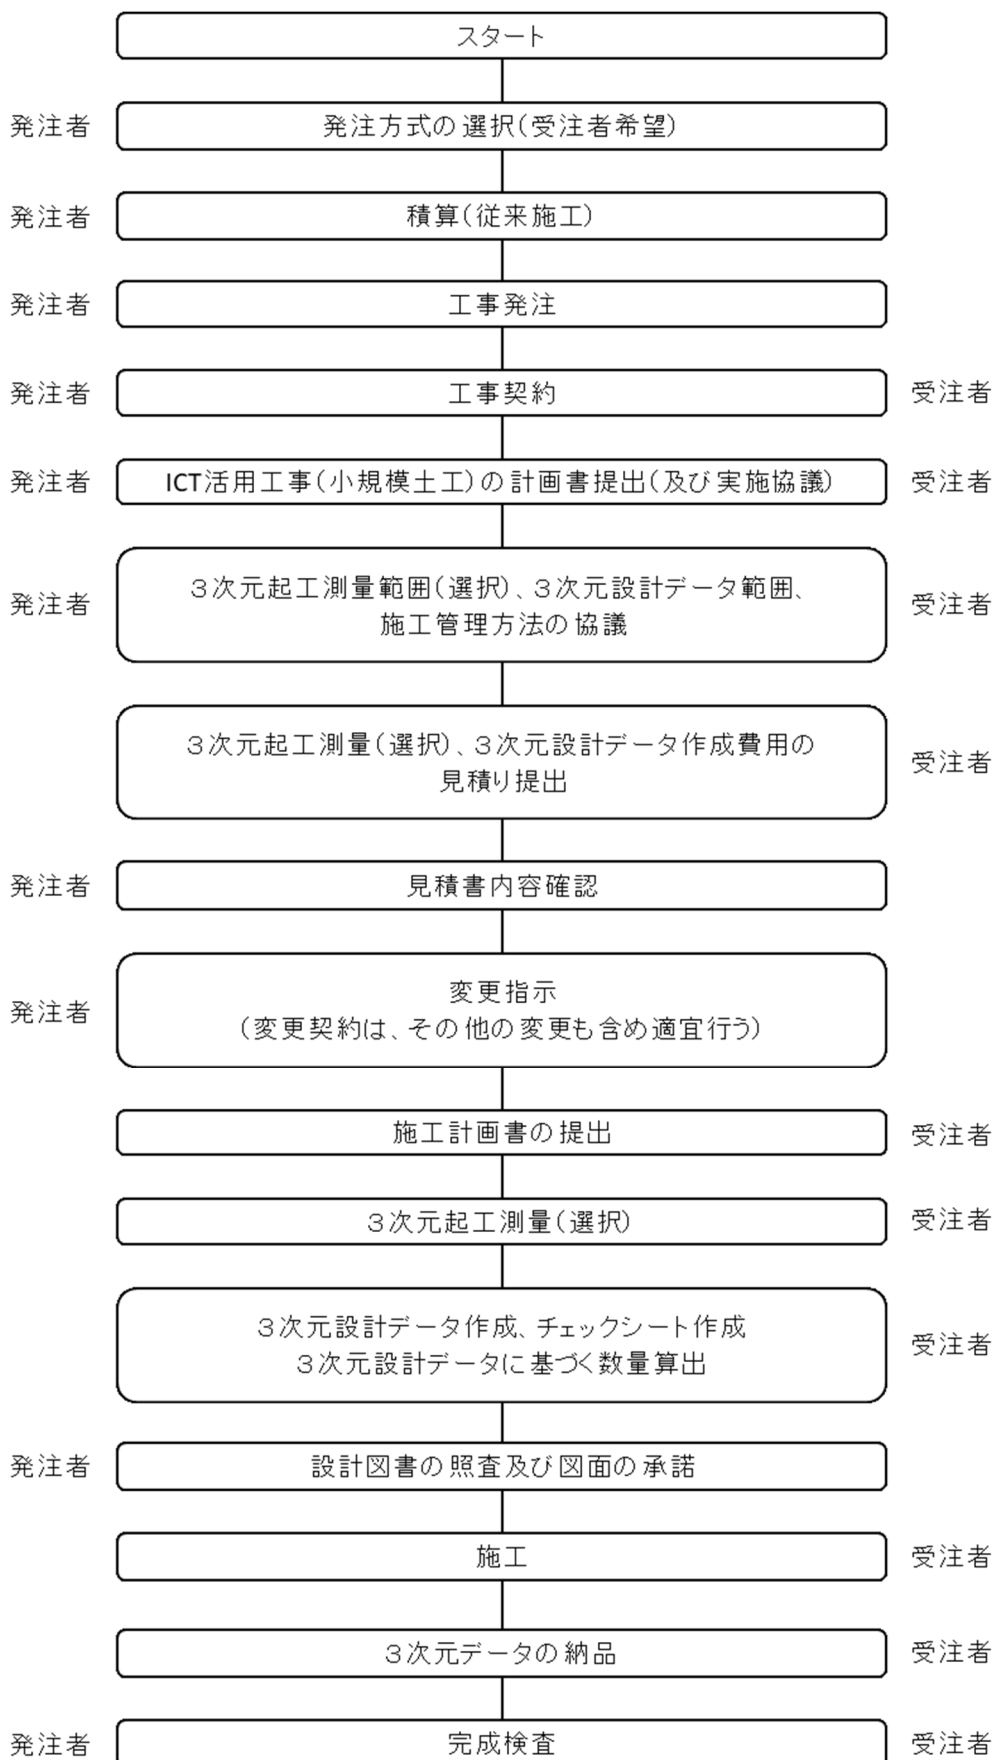 スタート
発注者 発注方式の選択(受注者希望)
発注者 積算(従来施工)
発注者 工事発注
発注者 工事契約 受注者
発注者 ICT活用工事(小規模土工)の計画書提出(及び実施協議) 受注者
3次元起工測量範囲(選択)、3次元設計データ範囲、
発注者 受注者
施工管理方法の協議
3次元起工測量(選択)、3次元設計データ作成費用の
受注者
見積り提出
発注者 見積書内容確認
変更指示
発注者
(変更契約は、その他の変更も含め適宜行う)
施工計画書の提出 受注者
3次元起工測量(選択) 受注者
3次元設計データ作成、チェックシート作成
受注者
3次元設計データに基づく数量算出
発注者 設計図書の照査及び図面の承諾
施工 受注者
3次元データの納品 受注者
発注者 完成検査 受注者